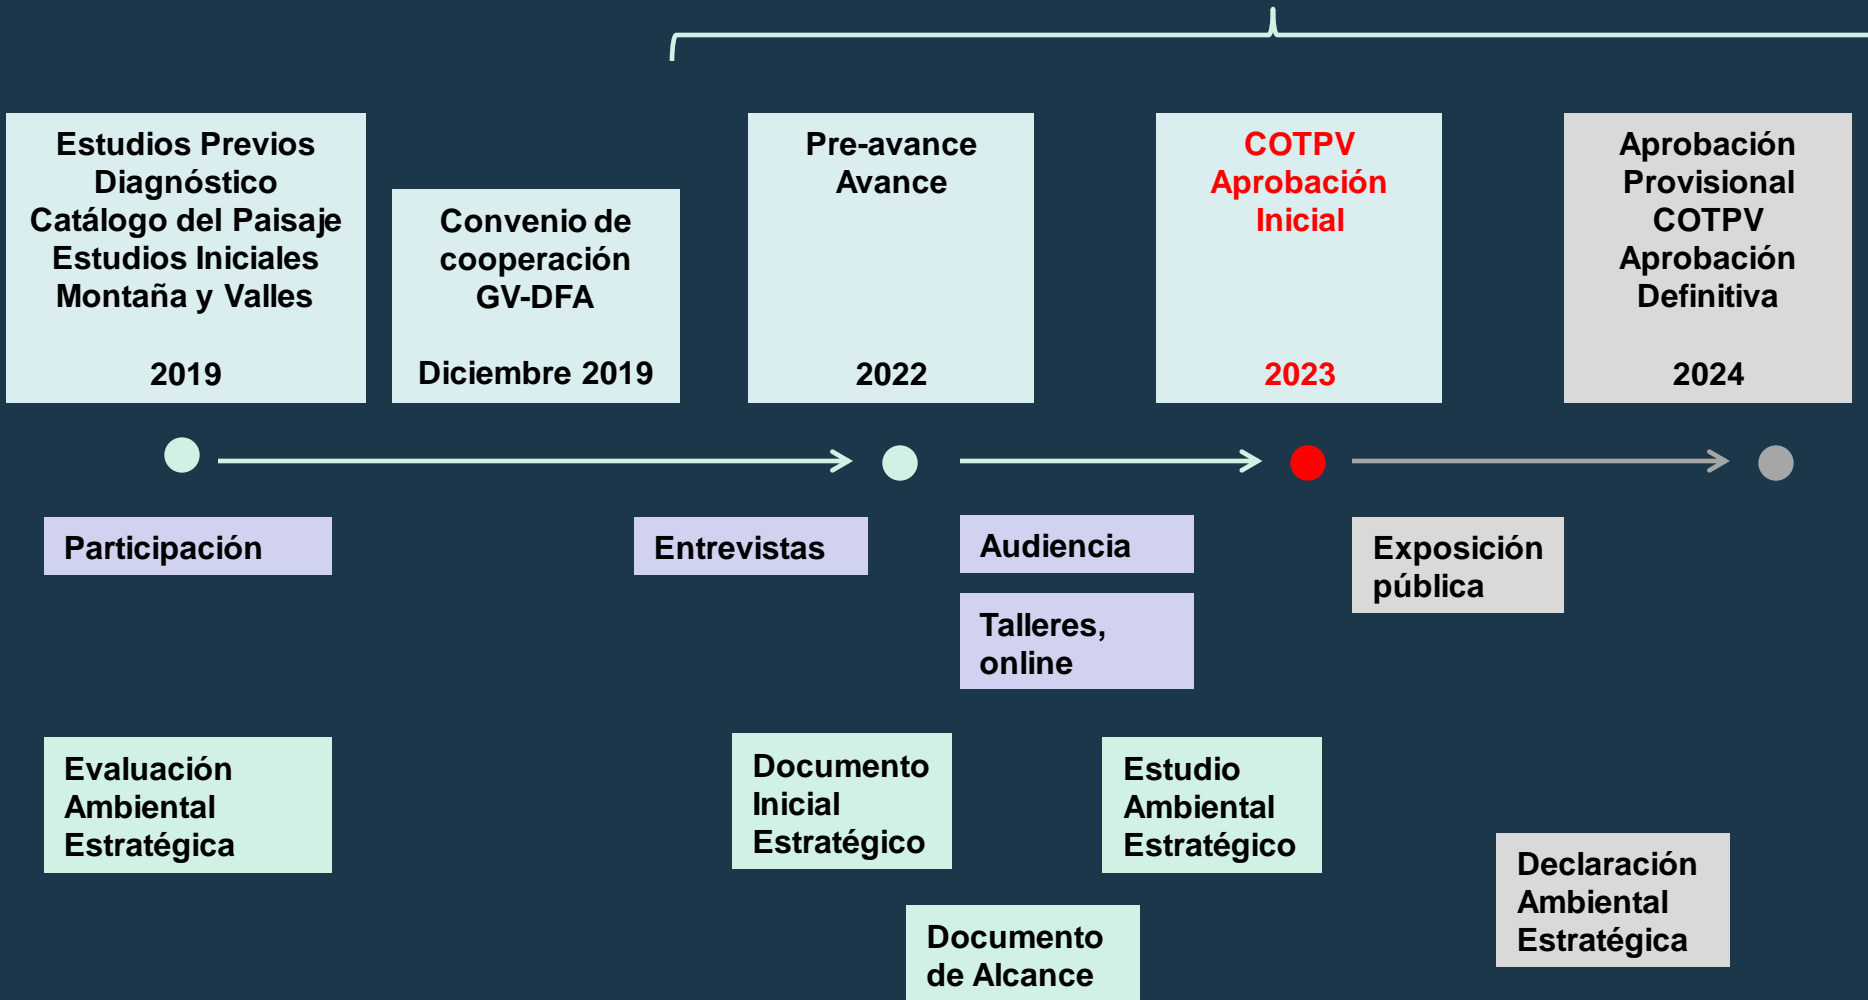 Estudios Previos
Diagnóstico
Catálogo del Paisaje
Estudios Iniciales
Montaña y Valles
2019
Convenio de
cooperación
GV-DFA
Diciembre 2019
Pre-avance
Avance
2022
COTPV
Aprobación
Inicial
2023
Aprobación
Provisional
COTPV
Aprobación
Definitiva
2024
Participación
Entrevistas
Audiencia
Talleres,
online
Exposición
pública
Evaluación
Ambiental
Estratégica
Documento
Inicial
Estratégico
Documento
de Alcance
Estudio
Ambiental
Estratégico
Declaración
Ambiental
Estratégica